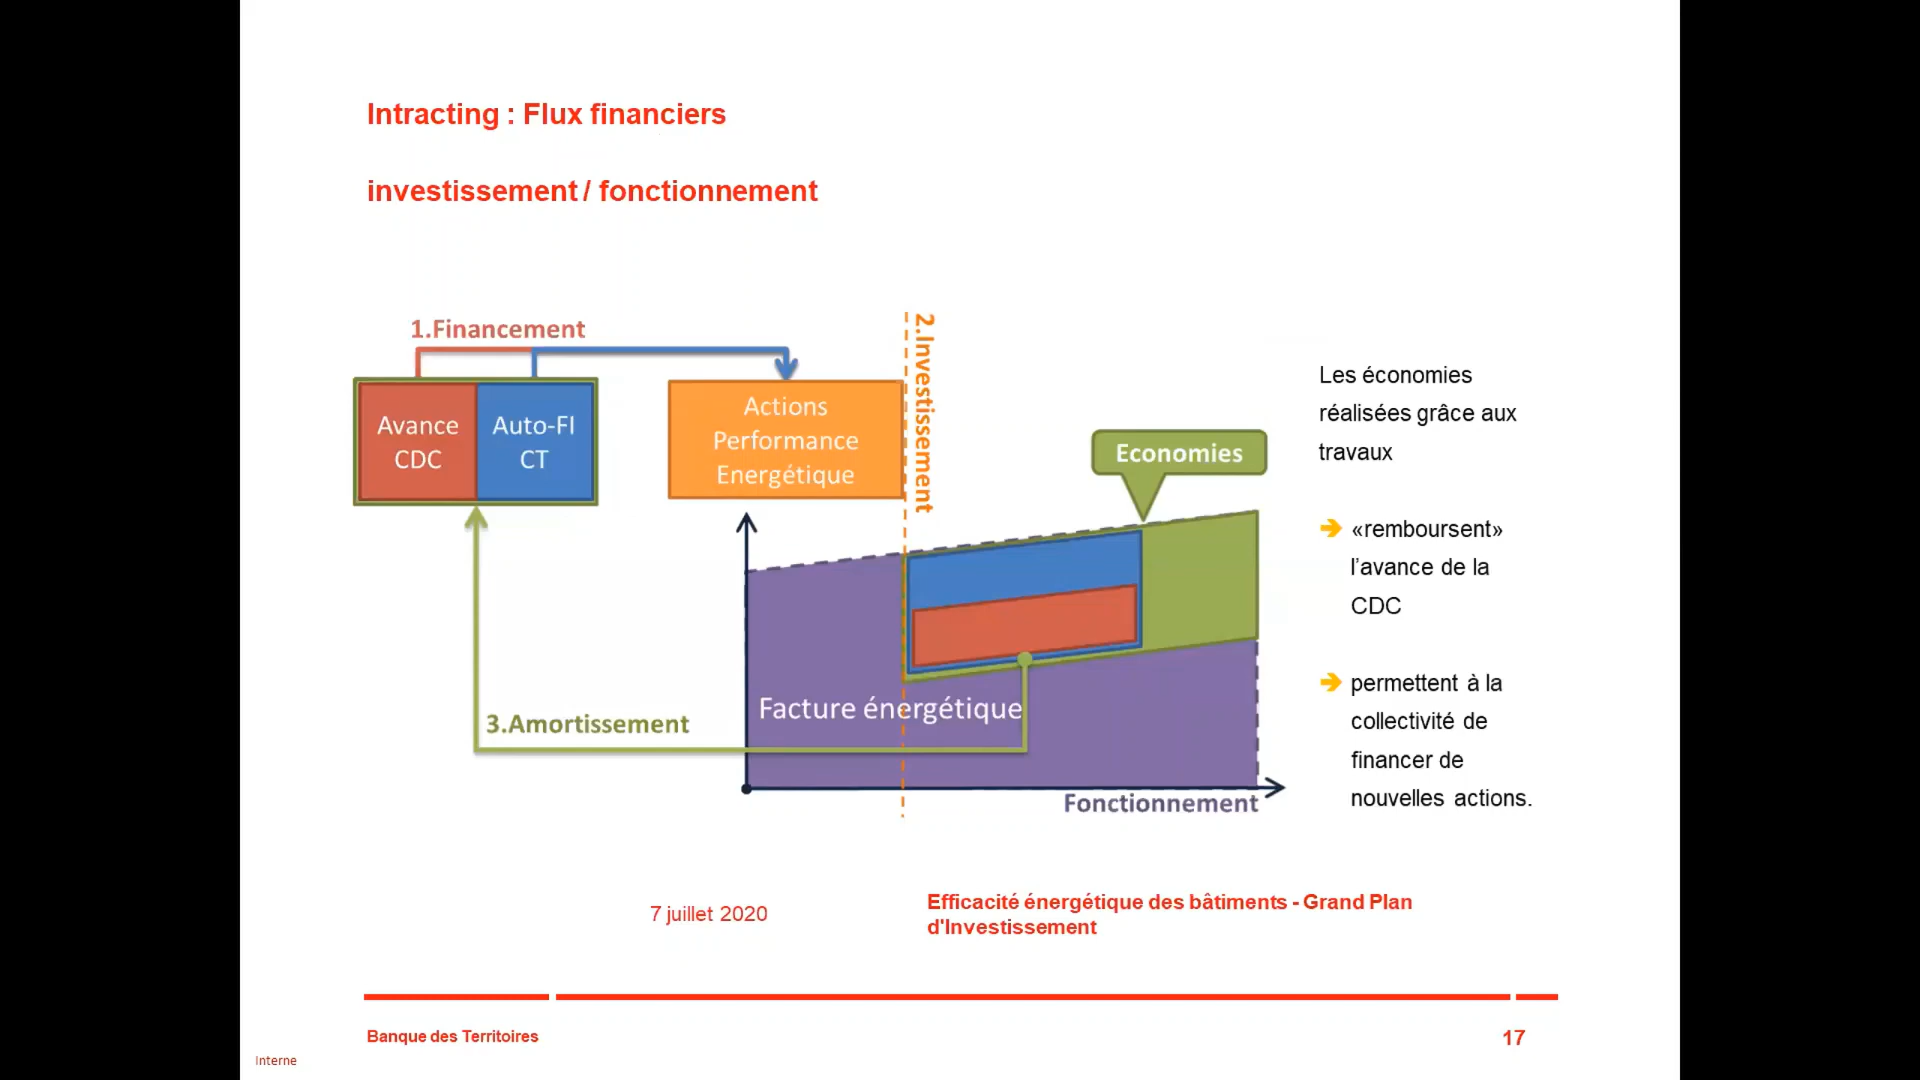 Intracting : Flux financiers
investissement / fonctionnement
1.Financement
Avance
CDC
Auto-FI
CT
Actions
Performance
Energétique
2.Investissement
Economies
Facture énergétique
3.Amortissement
Fonctionnement
Les économies
réalisées grâce aux
travaux
«remboursent»
l'avance de la
CDC
permettent à la
collectivité de
financer de
nouvelles actions.
7 juillet 2020
Efficacité énergétique des bâtiments - Grand Plan
d'Investissement
Banque des Territoires
17
Interne